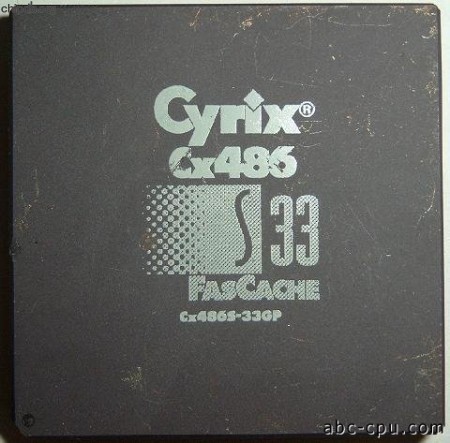 Cyrix®
Cx486
S 33
FASCACHE
Cx486S-33GP
abc-cpu.com